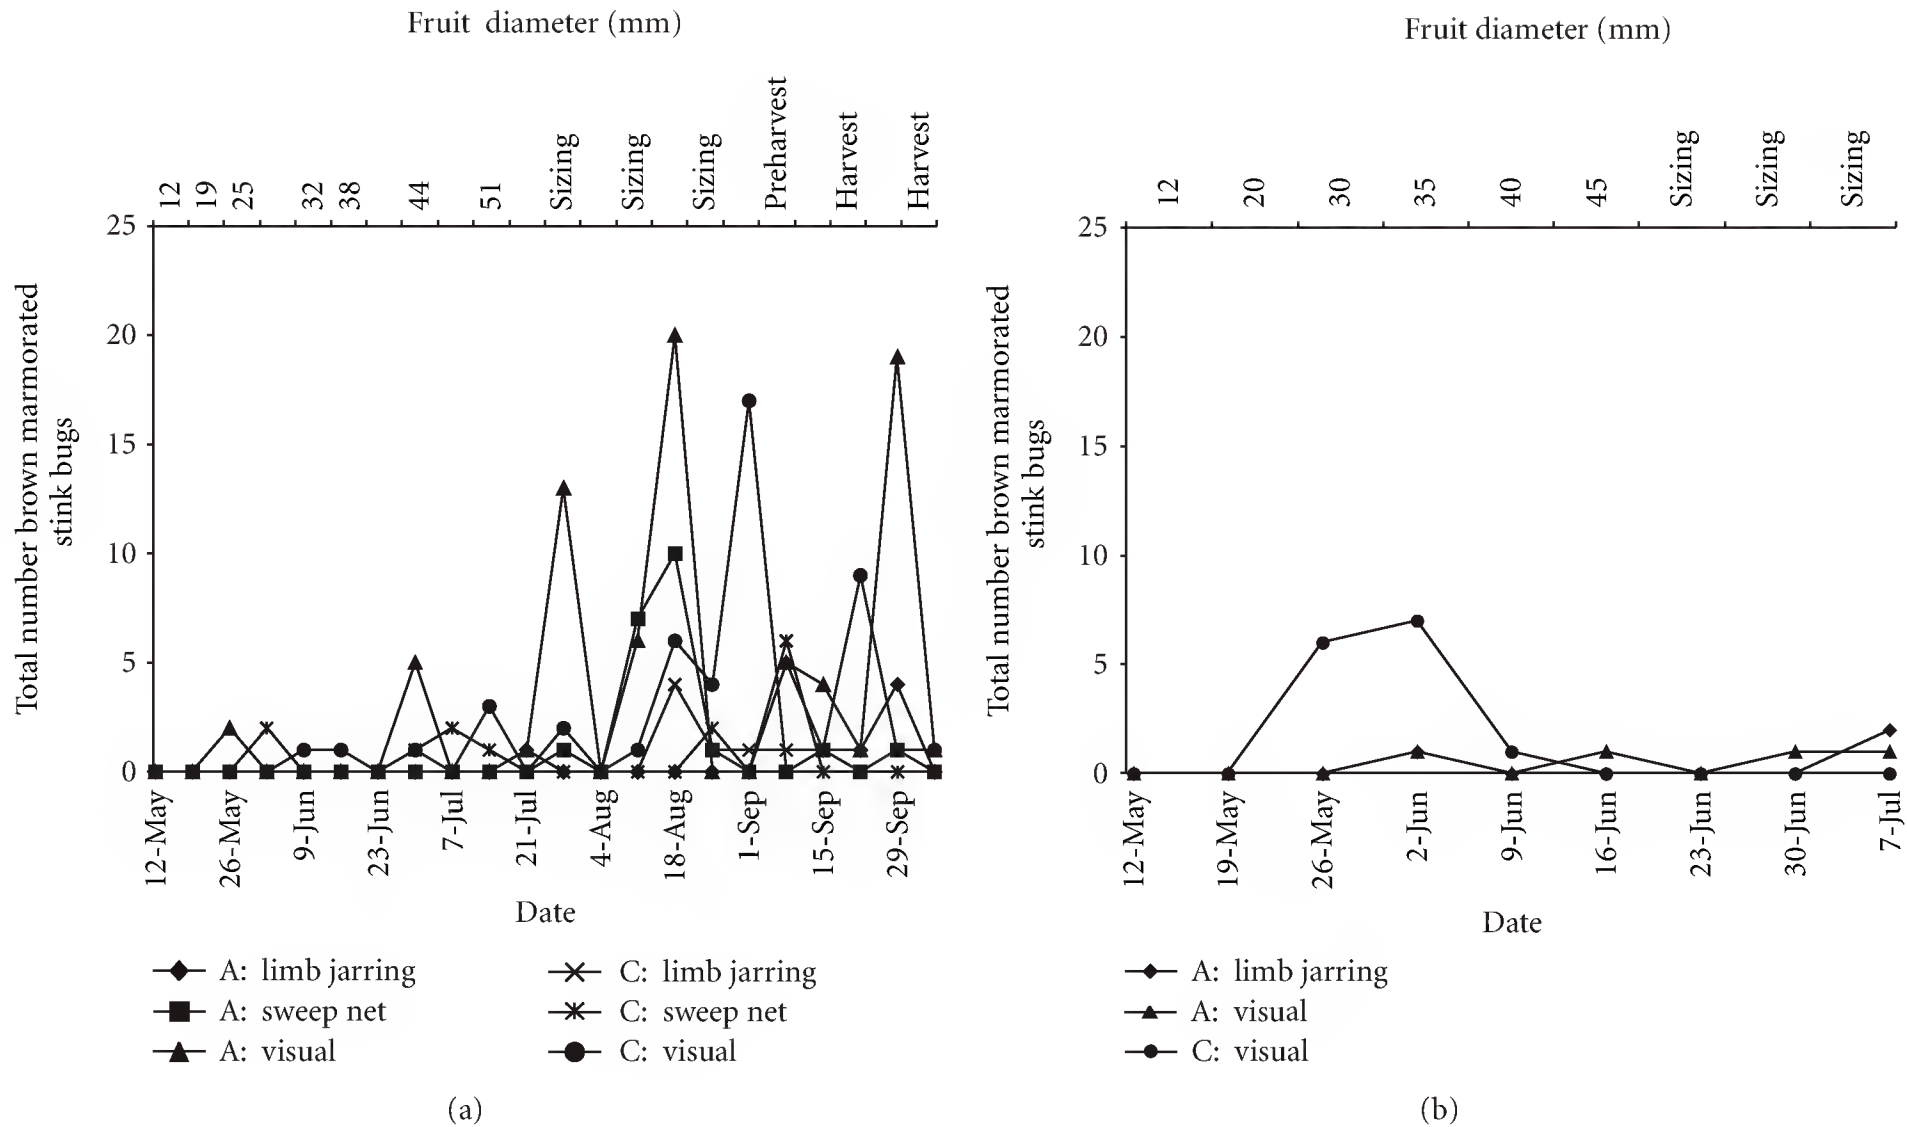 Fruit diameter (mm)
12 19 25 32 38 44 51 Sizing Sizing Sizing Preharvest Harvest Harvest
25
20
15
10
5
0
Total number brown marmorated
stink bugs
12-May 26-May 9-Jun 23-Jun 7-Jul 21-Jul 4-Aug 18-Aug 1-Sep 15-Sep 29-Sep
Date
A: limb jarring
A: sweep net
A: visual
C: limb jarring
C: sweep net
C: visual
(a)
Fruit diameter (mm)
12 20 30 35 40 45 Sizing Sizing Sizing
25
20
15
10
5
0
Total number brown marmorated
stink bugs
12-May 19-May 26-May 2-Jun 9-Jun 16-Jun 23-Jun 30-Jun 7-Jul
Date
A: limb jarring
A: visual
C: visual
(b)